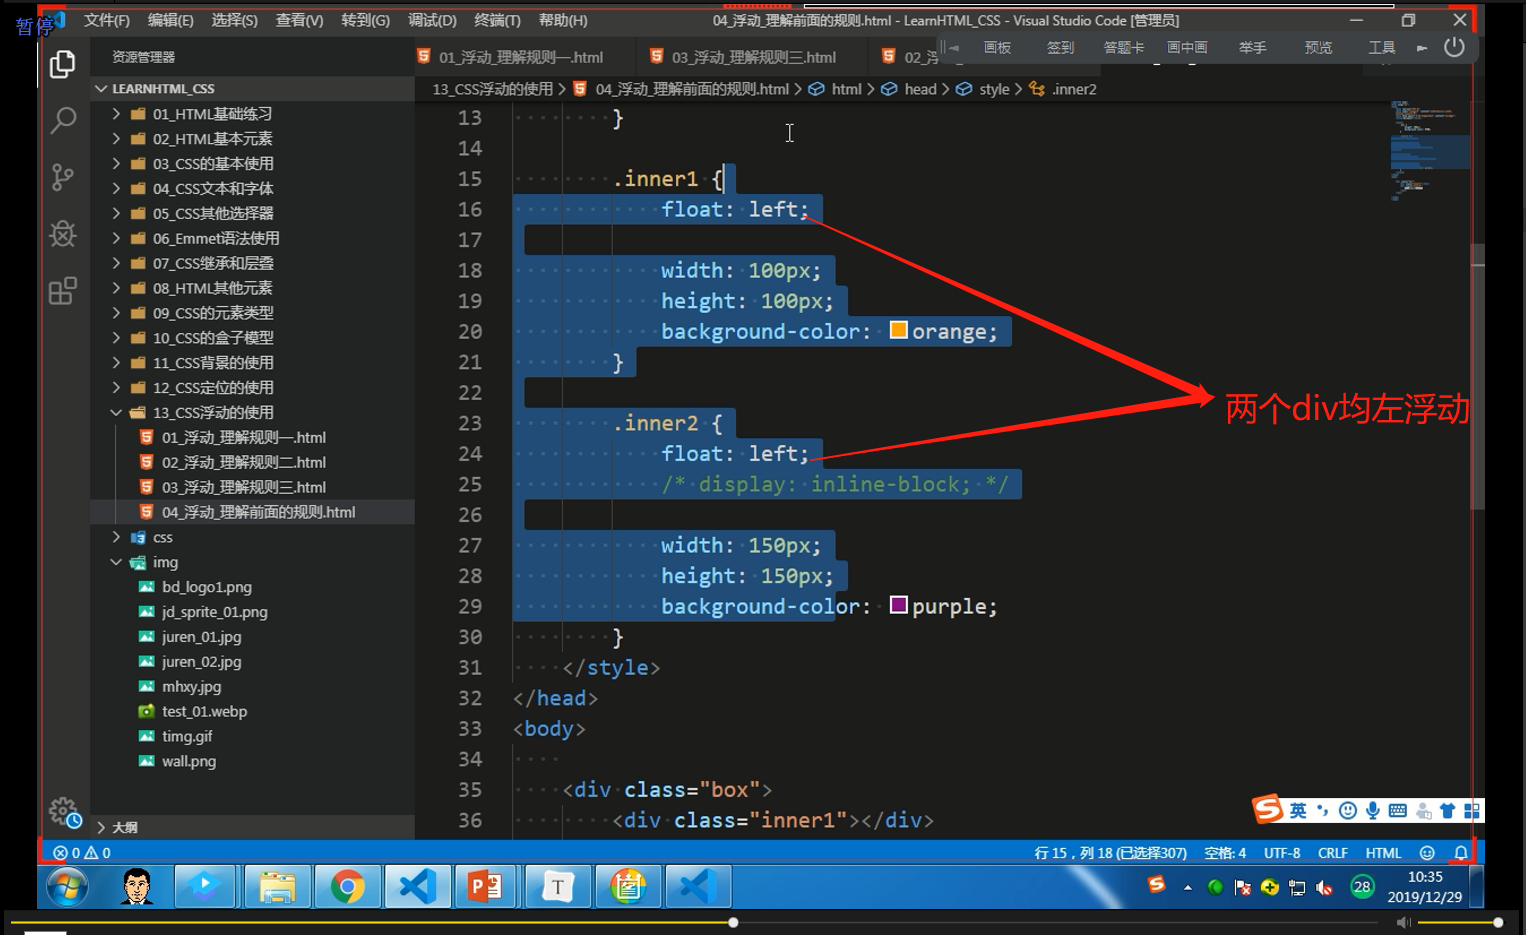 暂停
文件(F) 编辑(E) 选择(S) 查看(V) 转到(G) 调试(D) 终端(T) 帮助(H) 04_浮动_理解前面的规则.html - LearnHTML_CSS - Visual Studio Code [管理员]
画板 签到 答题卡 画中画 举手 预览 工具
资源管理器
01_浮动_理解规则一.html 03_浮动_理解规则三.html 02_浮
13_CSS浮动的使用 > 04_浮动_理解前面的规则.html > html > head > style > .inner2
LEARNHTML_CSS
01_HTML基础练习
02_HTML基本元素
03_CSS的基本使用
04_CSS文本和字体
05_CSS其他选择器
06_Emmet语法使用
07_CSS继承和层叠
08_HTML其他元素
09_CSS的元素类型
10_CSS的盒子模型
11_CSS背景的使用
12_CSS定位的使用
13_CSS浮动的使用
01_浮动_理解规则一.html
02_浮动_理解规则二.html
03_浮动_理解规则三.html
04_浮动_理解前面的规则.html
css
img
bd_logo1.png
jd_sprite_01.png
juren_01.jpg
juren_02.jpg
mhxy.jpg
test_01.webp
timg.gif
wall.png
大纲
13 }
14
15 .inner1 {
16 float: left;
17
18 width: 100px;
19 height: 100px;
20 background-color: orange;
21 }
22
23 .inner2 {
24 float: left;
25 /* display: inline-block; */
26
27 width: 150px;
28 height: 150px;
29 background-color: purple;
30 }
31 </style>
32 </head>
33 <body>
34
35 <div class="box">
36 <div class="inner1"></div>
两个div均左浮动
英
0 0 行 15，列 18 (已选择307) 空格: 4 UTF-8 CRLF HTML
28
10:35
2019/12/29